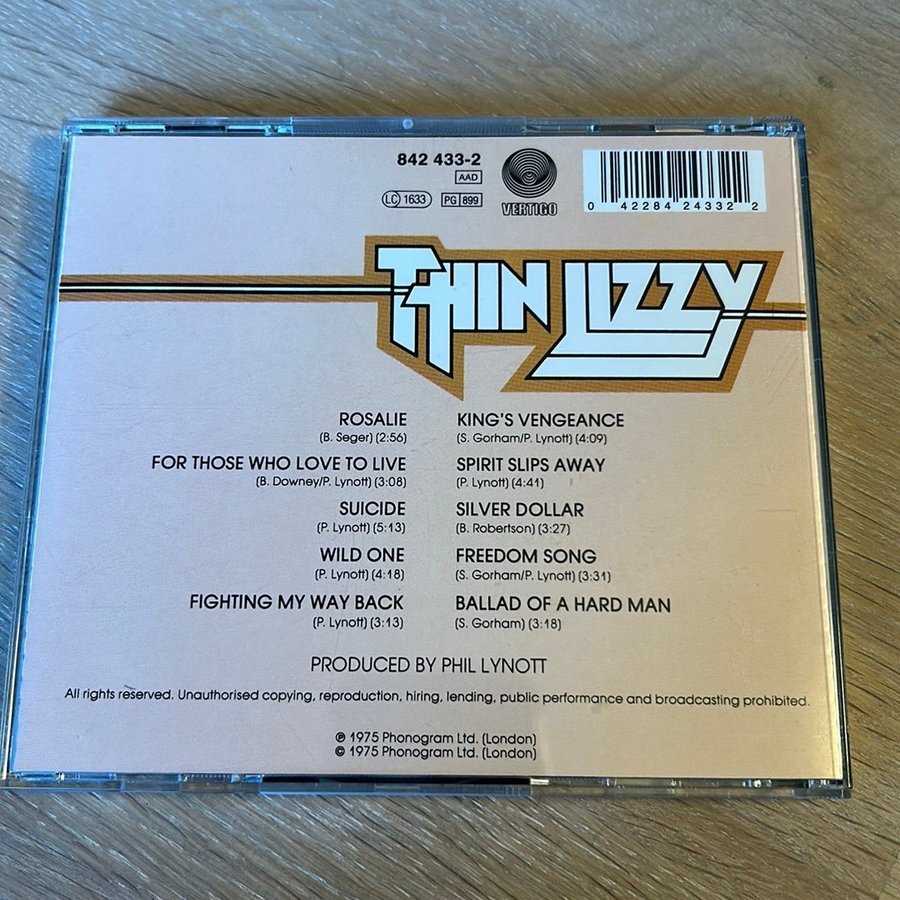 842 433-2
AAD
LC 1633
PG 899
VERTIGO
0 42284 24332 2
THIN LIZZY
ROSALIE
(B. Seger) (2:56)
FOR THOSE WHO LOVE TO LIVE
(B. Downey/P. Lynott) (3:08)
SUICIDE
(P. Lynott) (5:13)
WILD ONE
(P. Lynott) (4:18)
FIGHTING MY WAY BACK
(P. Lynott) (3:13)
KING'S VENGEANCE
(S. Gorham/P. Lynott) (4:09)
SPIRIT SLIPS AWAY
(P. Lynott) (4:41)
SILVER DOLLAR
(B. Robertson) (3:27)
FREEDOM SONG
(S. Gorham/P. Lynott) (3:31)
BALLAD OF A HARD MAN
(S. Gorham) (3:18)
PRODUCED BY PHIL LYNOTT
All rights reserved. Unauthorised copying, reproduction, hiring, lending, public performance and broadcasting prohibited.
℗ 1975 Phonogram Ltd. (London)
© 1975 Phonogram Ltd. (London)